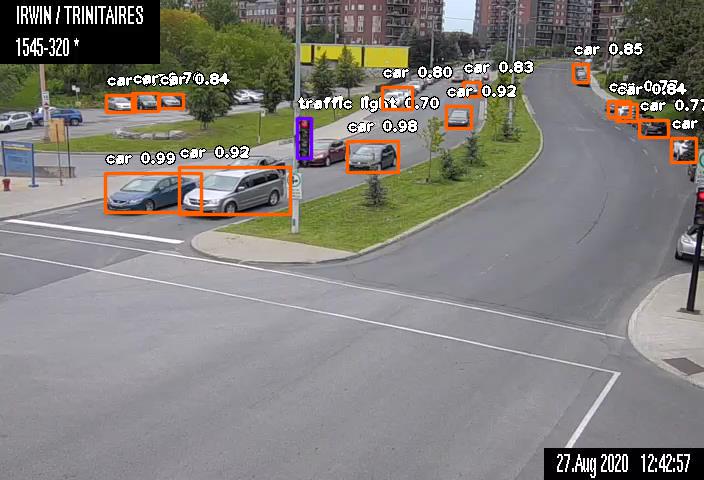 IRWIN / TRINITAIRES
1545-320 *
car 0.85
car 0.83
car 0.80
car 0.84
car 0.92
traffic light 0.70
car 0.98
car 0.84
car 0.77
car
car 0.99
car 0.92
27.Aug 2020 12:42:57